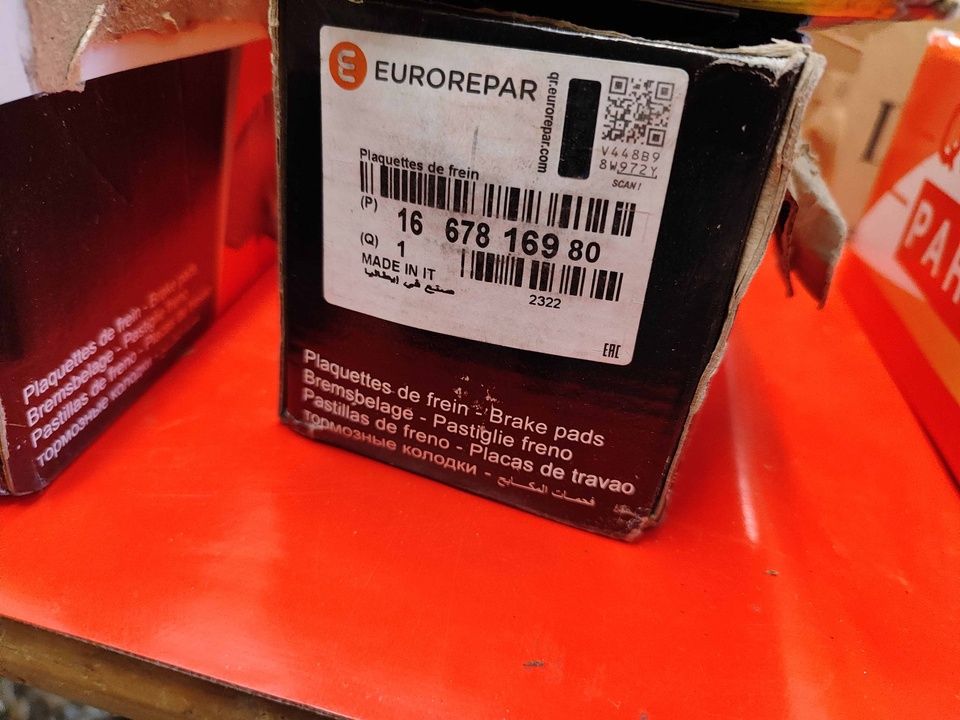 EUROREPAR
qr.eurorepar.com
V448B9
8W972Y
SCAN!
Plaquettes de frein
(P) 16 678 169 80
(Q) 1
MADE IN IT
صنع في إيطاليا
2322
EAC
Plaquettes de frein - Brake pads
Bremsbelage - Pastiglie freno
Pastillas de freno - Placas de travao
тормозные колодки - فحمات المكابح
Plaquettes de frein - Brake pads
Bremsbelage - Pastiglie freno
Pastillas de freno -
тормозные колодки
PAR